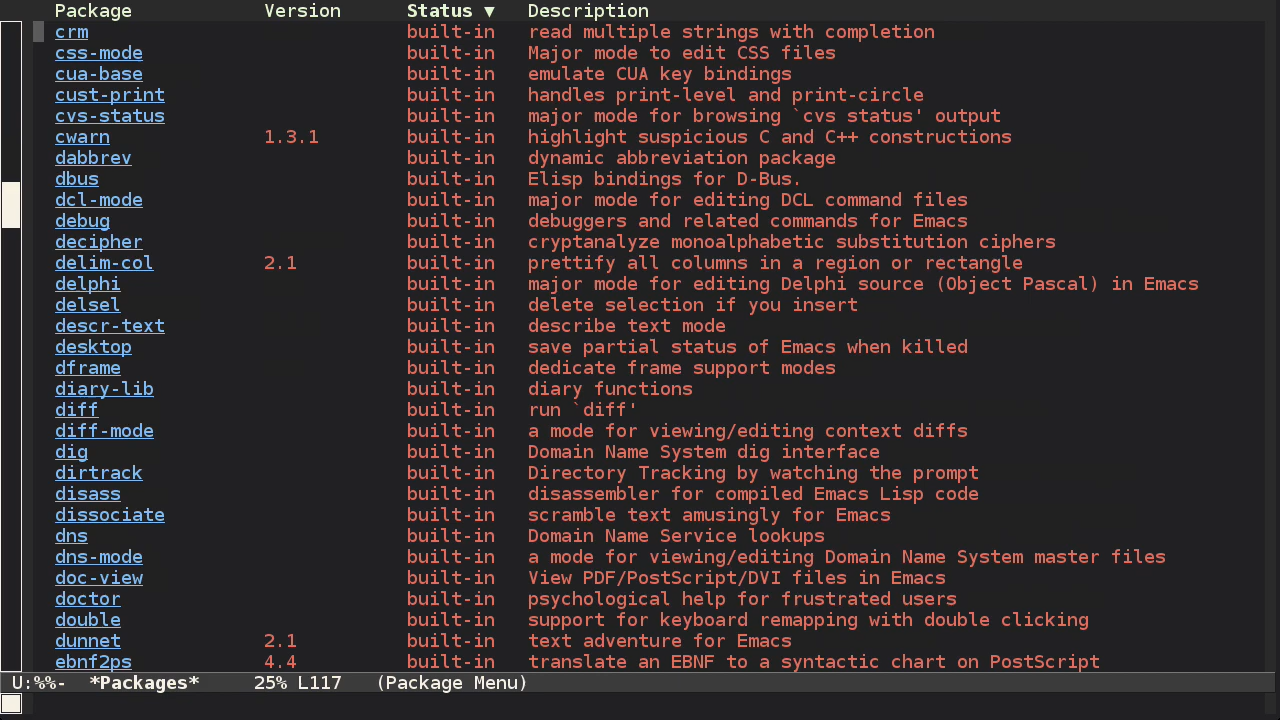 Package Version Status ▼ Description
crm built-in read multiple strings with completion
css-mode built-in Major mode to edit CSS files
cua-base built-in emulate CUA key bindings
cust-print built-in handles print-level and print-circle
cvs-status built-in major mode for browsing `cvs status' output
cwarn 1.3.1 built-in highlight suspicious C and C++ constructions
dabbrev built-in dynamic abbreviation package
dbus built-in Elisp bindings for D-Bus.
dcl-mode built-in major mode for editing DCL command files
debug built-in debuggers and related commands for Emacs
decipher built-in cryptanalyze monoalphabetic substitution ciphers
delim-col 2.1 built-in prettify all columns in a region or rectangle
delphi built-in major mode for editing Delphi source (Object Pascal) in Emacs
delsel built-in delete selection if you insert
descr-text built-in describe text mode
desktop built-in save partial status of Emacs when killed
dframe built-in dedicate frame support modes
diary-lib built-in diary functions
diff built-in run `diff'
diff-mode built-in a mode for viewing/editing context diffs
dig built-in Domain Name System dig interface
dirtrack built-in Directory Tracking by watching the prompt
disass built-in disassembler for compiled Emacs Lisp code
dissociate built-in scramble text amusingly for Emacs
dns built-in Domain Name Service lookups
dns-mode built-in a mode for viewing/editing Domain Name System master files
doc-view built-in View PDF/PostScript/DVI files in Emacs
doctor built-in psychological help for frustrated users
double built-in support for keyboard remapping with double clicking
dunnet 2.1 built-in text adventure for Emacs
ebnf2ps 4.4 built-in translate an EBNF to a syntactic chart on PostScript
U:%%- *Packages* 25% L117 (Package Menu)